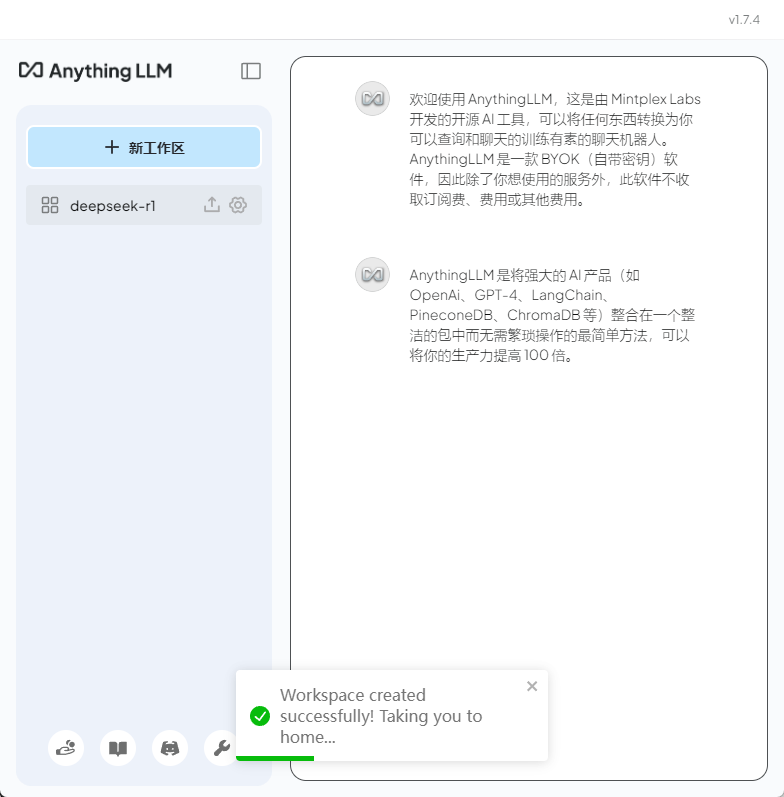 v1.7.4
Anything LLM
新工作区
deepseek-r1
欢迎使用 AnythingLLM，这是由 Mintplex Labs
开发的开源 AI 工具，可以将任何东西转换为你
可以查询和聊天的训练有素的聊天机器人。
AnythingLLM 是一款 BYOK（自带密钥）软
件，因此除了你想使用的服务外，此软件不收
取订阅费、费用或其他费用。
AnythingLLM 是将强大的 AI 产品（如
OpenAi、GPT-4、LangChain、
PineconeDB、ChromaDB 等）整合在一个整
洁的包中而无需繁琐操作的最简单方法，可以
将你的生产力提高 100 倍。
Workspace created
successfully! Taking you to
home...